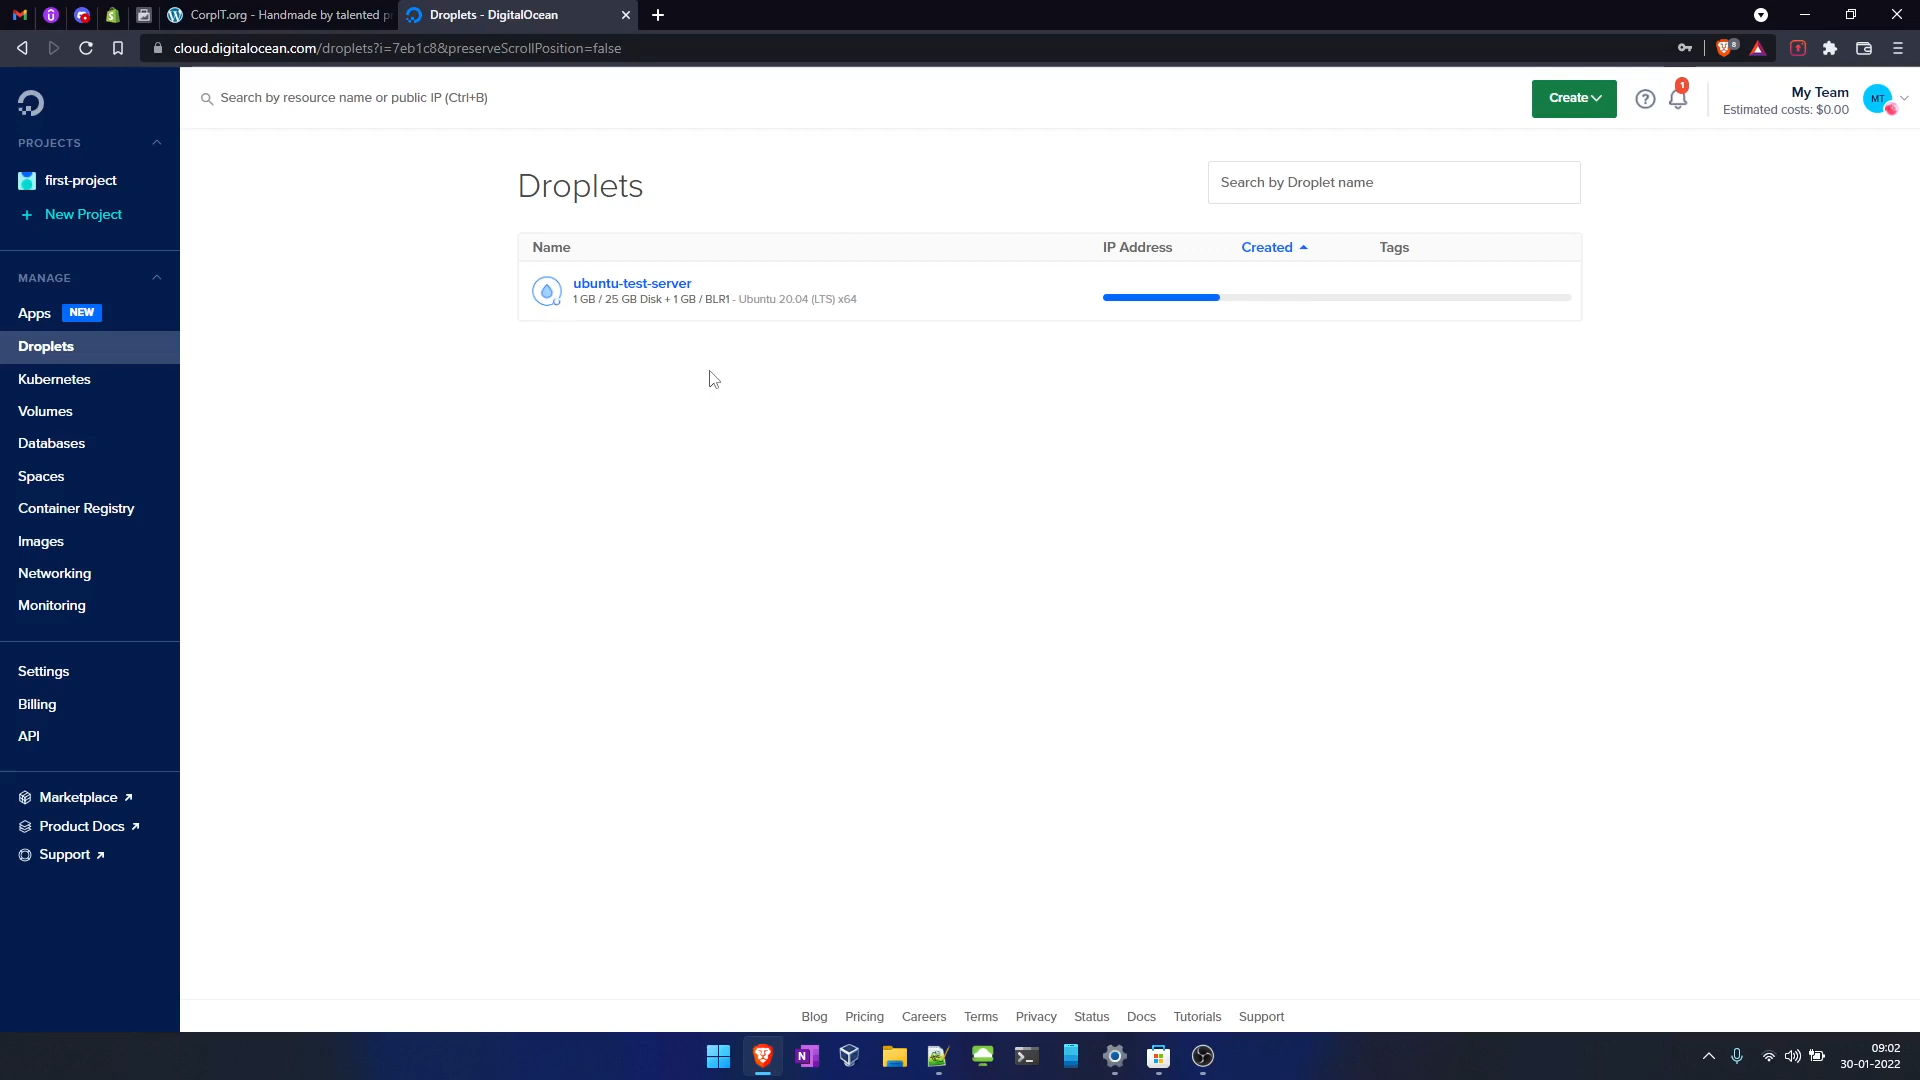 CorpIT.org - Handmade by talented p
Droplets - DigitalOcean
cloud.digitalocean.com/droplets?i=7eb1c8&preserveScrollPosition=false
8
Search by resource name or public IP (Ctrl+B)
Create
1
My Team
Estimated costs: $0.00
MT
PROJECTS
first-project
+ New Project
MANAGE
Apps NEW
Droplets
Kubernetes
Volumes
Databases
Spaces
Container Registry
Images
Networking
Monitoring
Settings
Billing
API
Marketplace
Product Docs
Support
Droplets
Search by Droplet name
Name
IP Address
Created
Tags
ubuntu-test-server
1 GB / 25 GB Disk + 1 GB / BLR1 - Ubuntu 20.04 (LTS) x64
Blog Pricing Careers Terms Privacy Status Docs Tutorials Support
09:02
30-01-2022